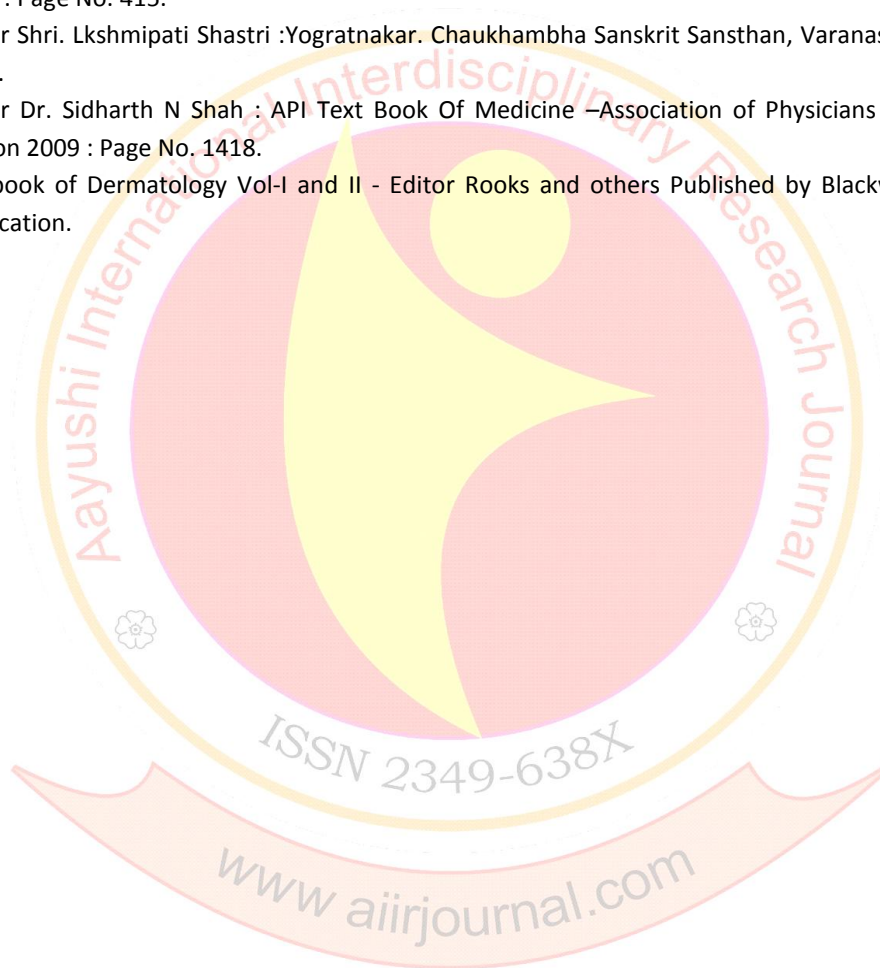 : Page No. 415.
r Shri. Lkshmipati Shastri :Yogratnakar. Chaukhambha Sanskrit Sansthan, Varanas
.
r Dr. Sidharth N Shah : API Text Book Of Medicine –Association of Physicians
on 2009 : Page No. 1418.
book of Dermatology Vol-I and II - Editor Rooks and others Published by Blackw
cation.
Aayushi International Interdisciplinary Research Journal
ISSN 2349-638X
www aiirjournal.com